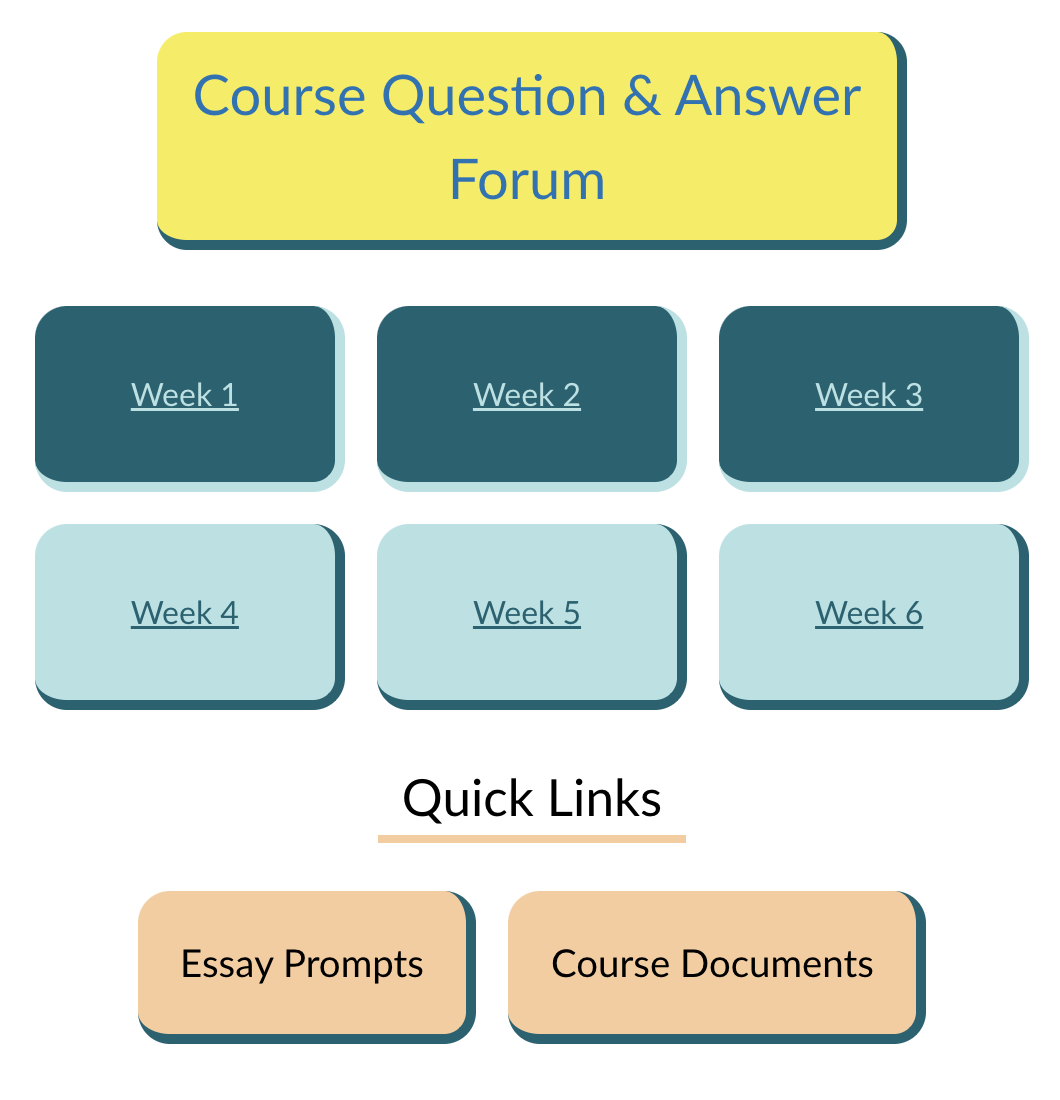 Course Question & Answer
Forum
Week 1
Week 2
Week 3
Week 4
Week 5
Week 6
Quick Links
Essay Prompts
Course Documents